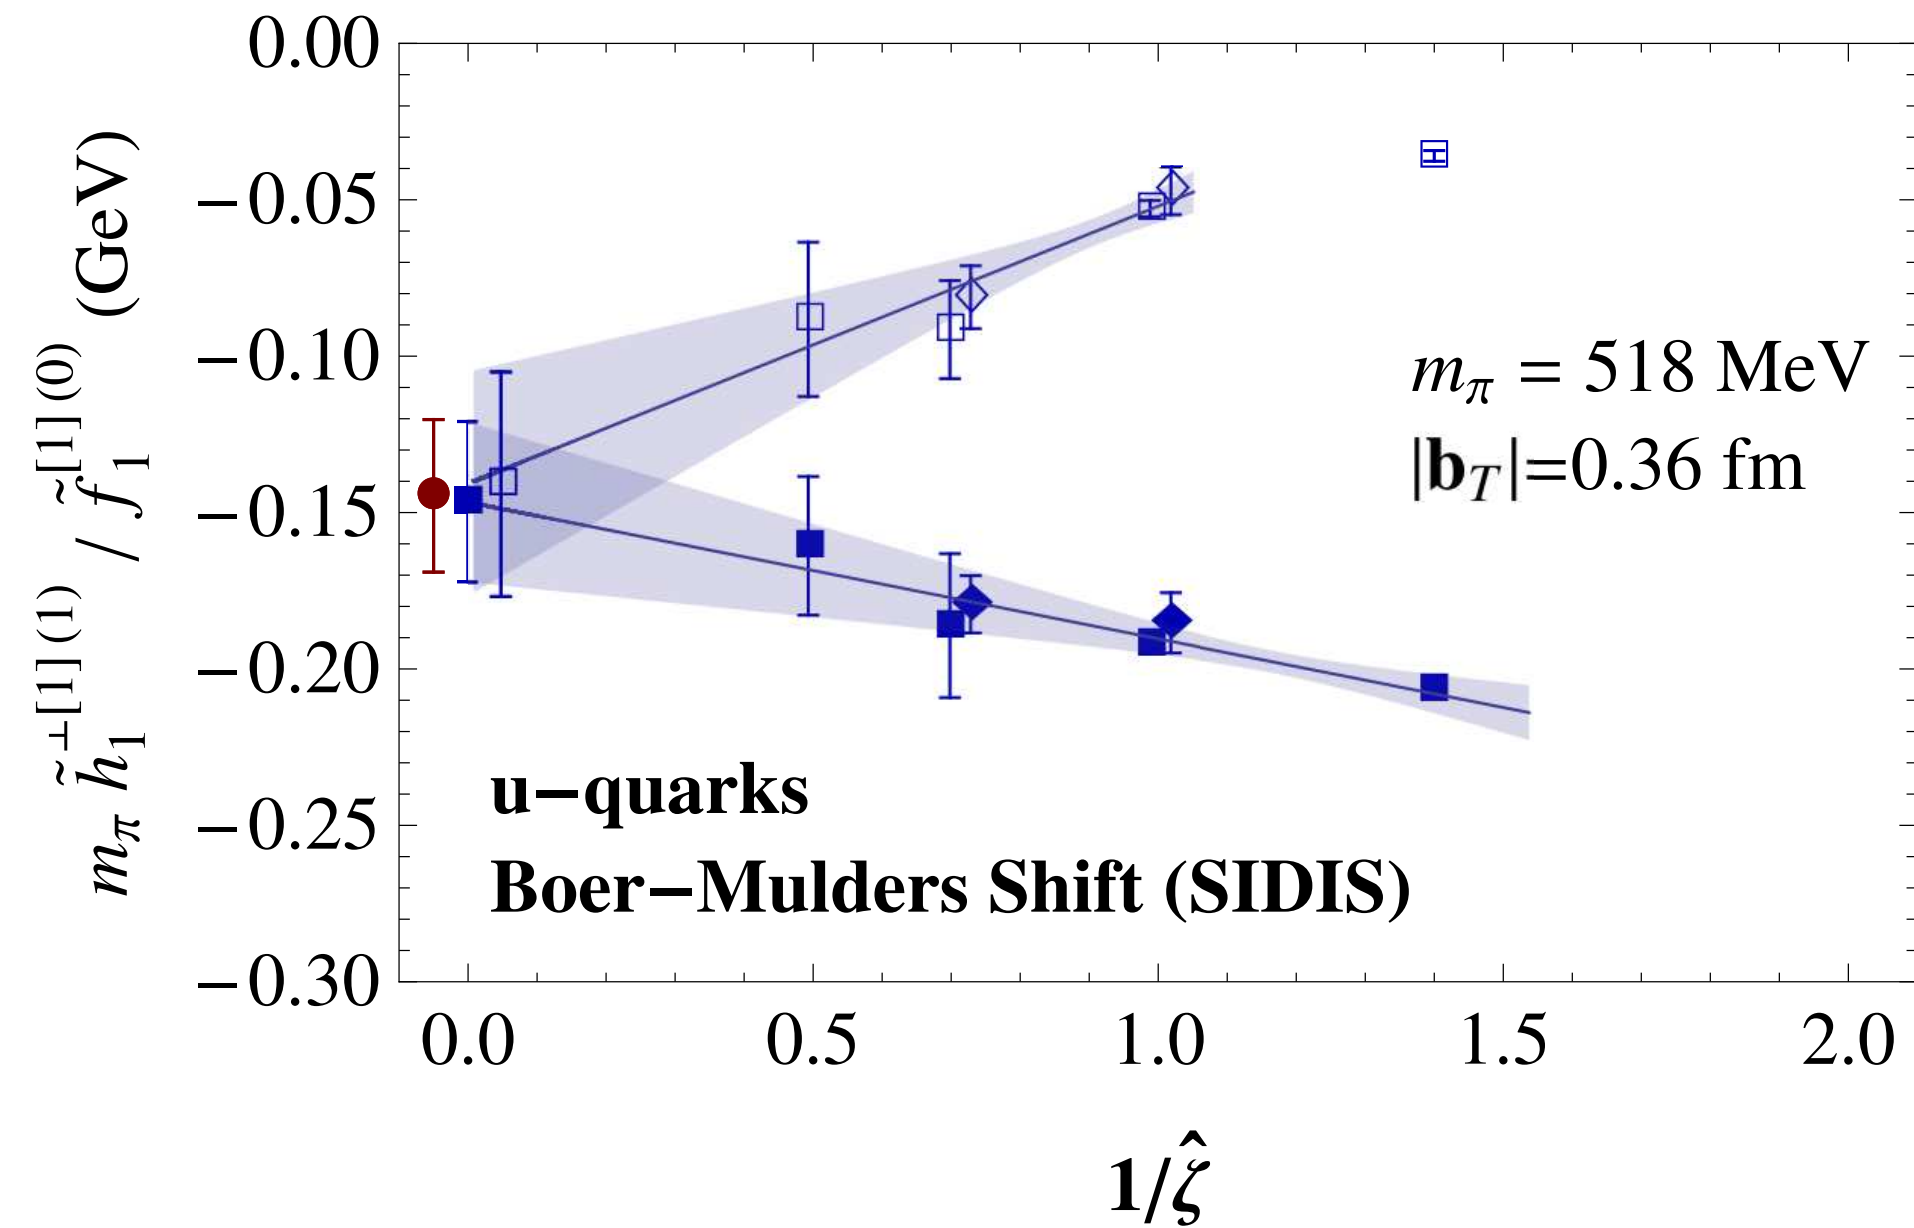 0.00
−0.05
−0.10
−0.15
−0.20
−0.25
−0.30
m_π h̃_1^⊥[1](1) / f̃_1^[1](0) (GeV)
m_π = 518 MeV
|b_T|=0.36 fm
u−quarks
Boer−Mulders Shift (SIDIS)
0.0 0.5 1.0 1.5 2.0
1/ζ̂